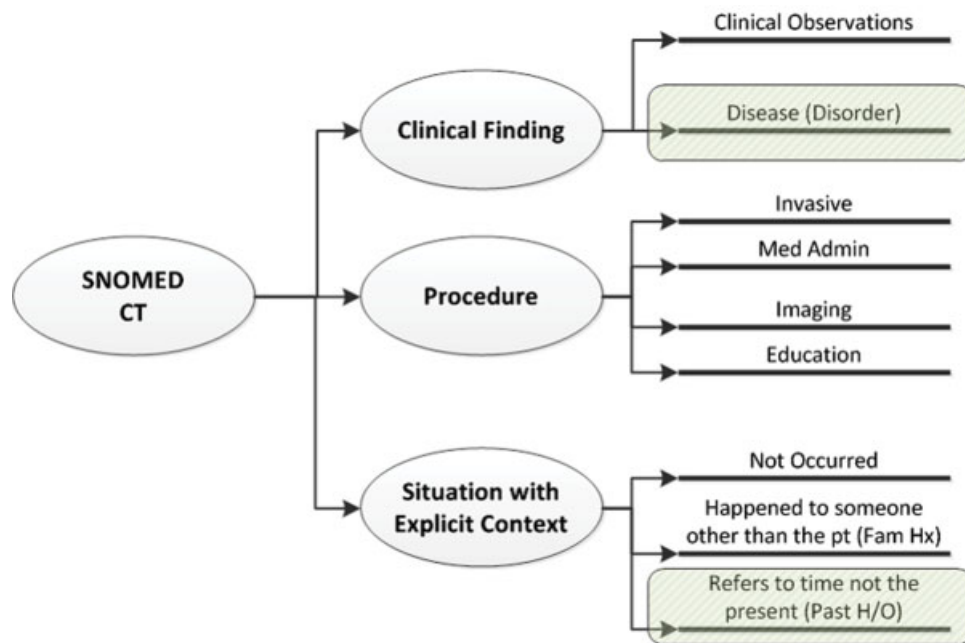 Clinical Observations
Disease (Disorder)
Clinical Finding
Invasive
Med Admin
SNOMED
CT
Procedure
Imaging
Education
Not Occurred
Situation with
Explicit Context
Happened to someone
other than the pt (Fam Hx)
Refers to time not the
present (Past H/O)